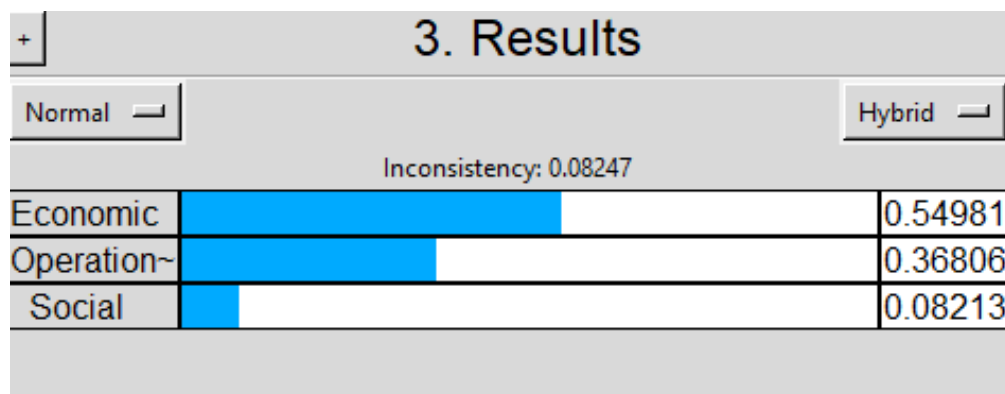 +
3. Results
Normal
Hybrid
Inconsistency: 0.08247
Economic 0.54981
Operation~ 0.36806
Social 0.08213